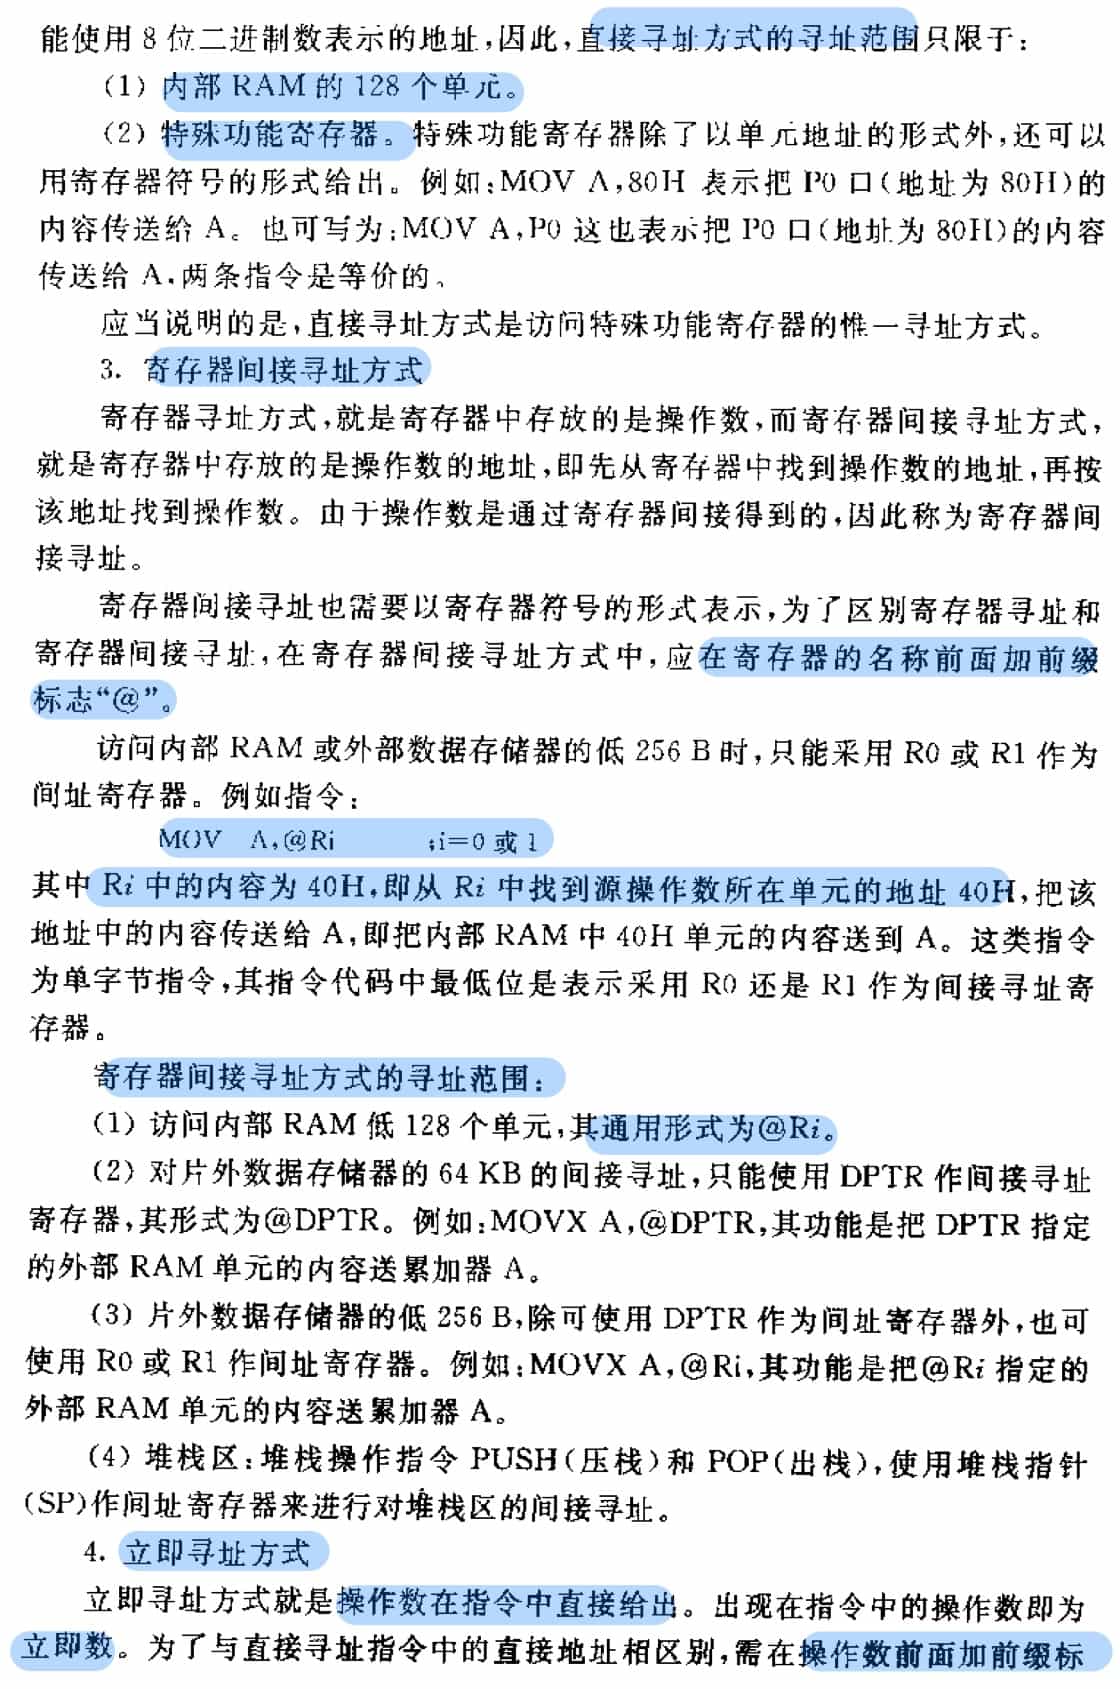 能使用 8 位二进制数表示的地址,因此,直接寻址方式的寻址范围只限于:
(1) 内部 RAM 的 128 个单元。
(2) 特殊功能寄存器。特殊功能寄存器除了以单元地址的形式外,还可以
用寄存器符号的形式给出。例如:MOV A,80H 表示把 P0 口(地址为 80H)的
内容传送给 A。也可写为:MOV A,P0 这也表示把 P0 口(地址为 80H)的内容
传送给 A,两条指令是等价的。
应当说明的是,直接寻址方式是访问特殊功能寄存器的惟一寻址方式。
3. 寄存器间接寻址方式
寄存器寻址方式,就是寄存器中存放的是操作数,而寄存器间接寻址方式,
就是寄存器中存放的是操作数的地址,即先从寄存器中找到操作数的地址,再按
该地址找到操作数。由于操作数是通过寄存器间接得到的,因此称为寄存器间
接寻址。
寄存器间接寻址也需要以寄存器符号的形式表示,为了区别寄存器寻址和
寄存器间接寻址,在寄存器间接寻址方式中,应在寄存器的名称前面加前缀
标志“@”。
访问内部 RAM 或外部数据存储器的低 256 B 时,只能采用 R0 或 R1 作为
间址寄存器。例如指令:
MOV A,@Ri ;i=0 或 1
其中 Ri 中的内容为 40H,即从 Ri 中找到源操作数所在单元的地址 40H,把该
地址中的内容传送给 A,即把内部 RAM 中 40H 单元的内容送到 A。这类指令
为单字节指令,其指令代码中最低位是表示采用 R0 还是 R1 作为间接寻址寄
存器。
寄存器间接寻址方式的寻址范围:
(1) 访问内部 RAM 低 128 个单元,其通用形式为@Ri。
(2) 对片外数据存储器的 64 KB 的间接寻址,只能使用 DPTR 作间接寻址
寄存器,其形式为@DPTR。例如:MOVX A,@DPTR,其功能是把 DPTR 指定
的外部 RAM 单元的内容送累加器 A。
(3) 片外数据存储器的低 256 B,除可使用 DPTR 作为间址寄存器外,也可
使用 R0 或 R1 作间址寄存器。例如:MOVX A,@Ri,其功能是把@Ri 指定的
外部 RAM 单元的内容送累加器 A。
(4) 堆栈区:堆栈操作指令 PUSH(压栈)和 POP(出栈),使用堆栈指针
(SP)作间址寄存器来进行对堆栈区的间接寻址。
4. 立即寻址方式
立即寻址方式就是操作数在指令中直接给出。出现在指令中的操作数即为
立即数。为了与直接寻址指令中的直接地址相区别,需在操作数前面加前缀标